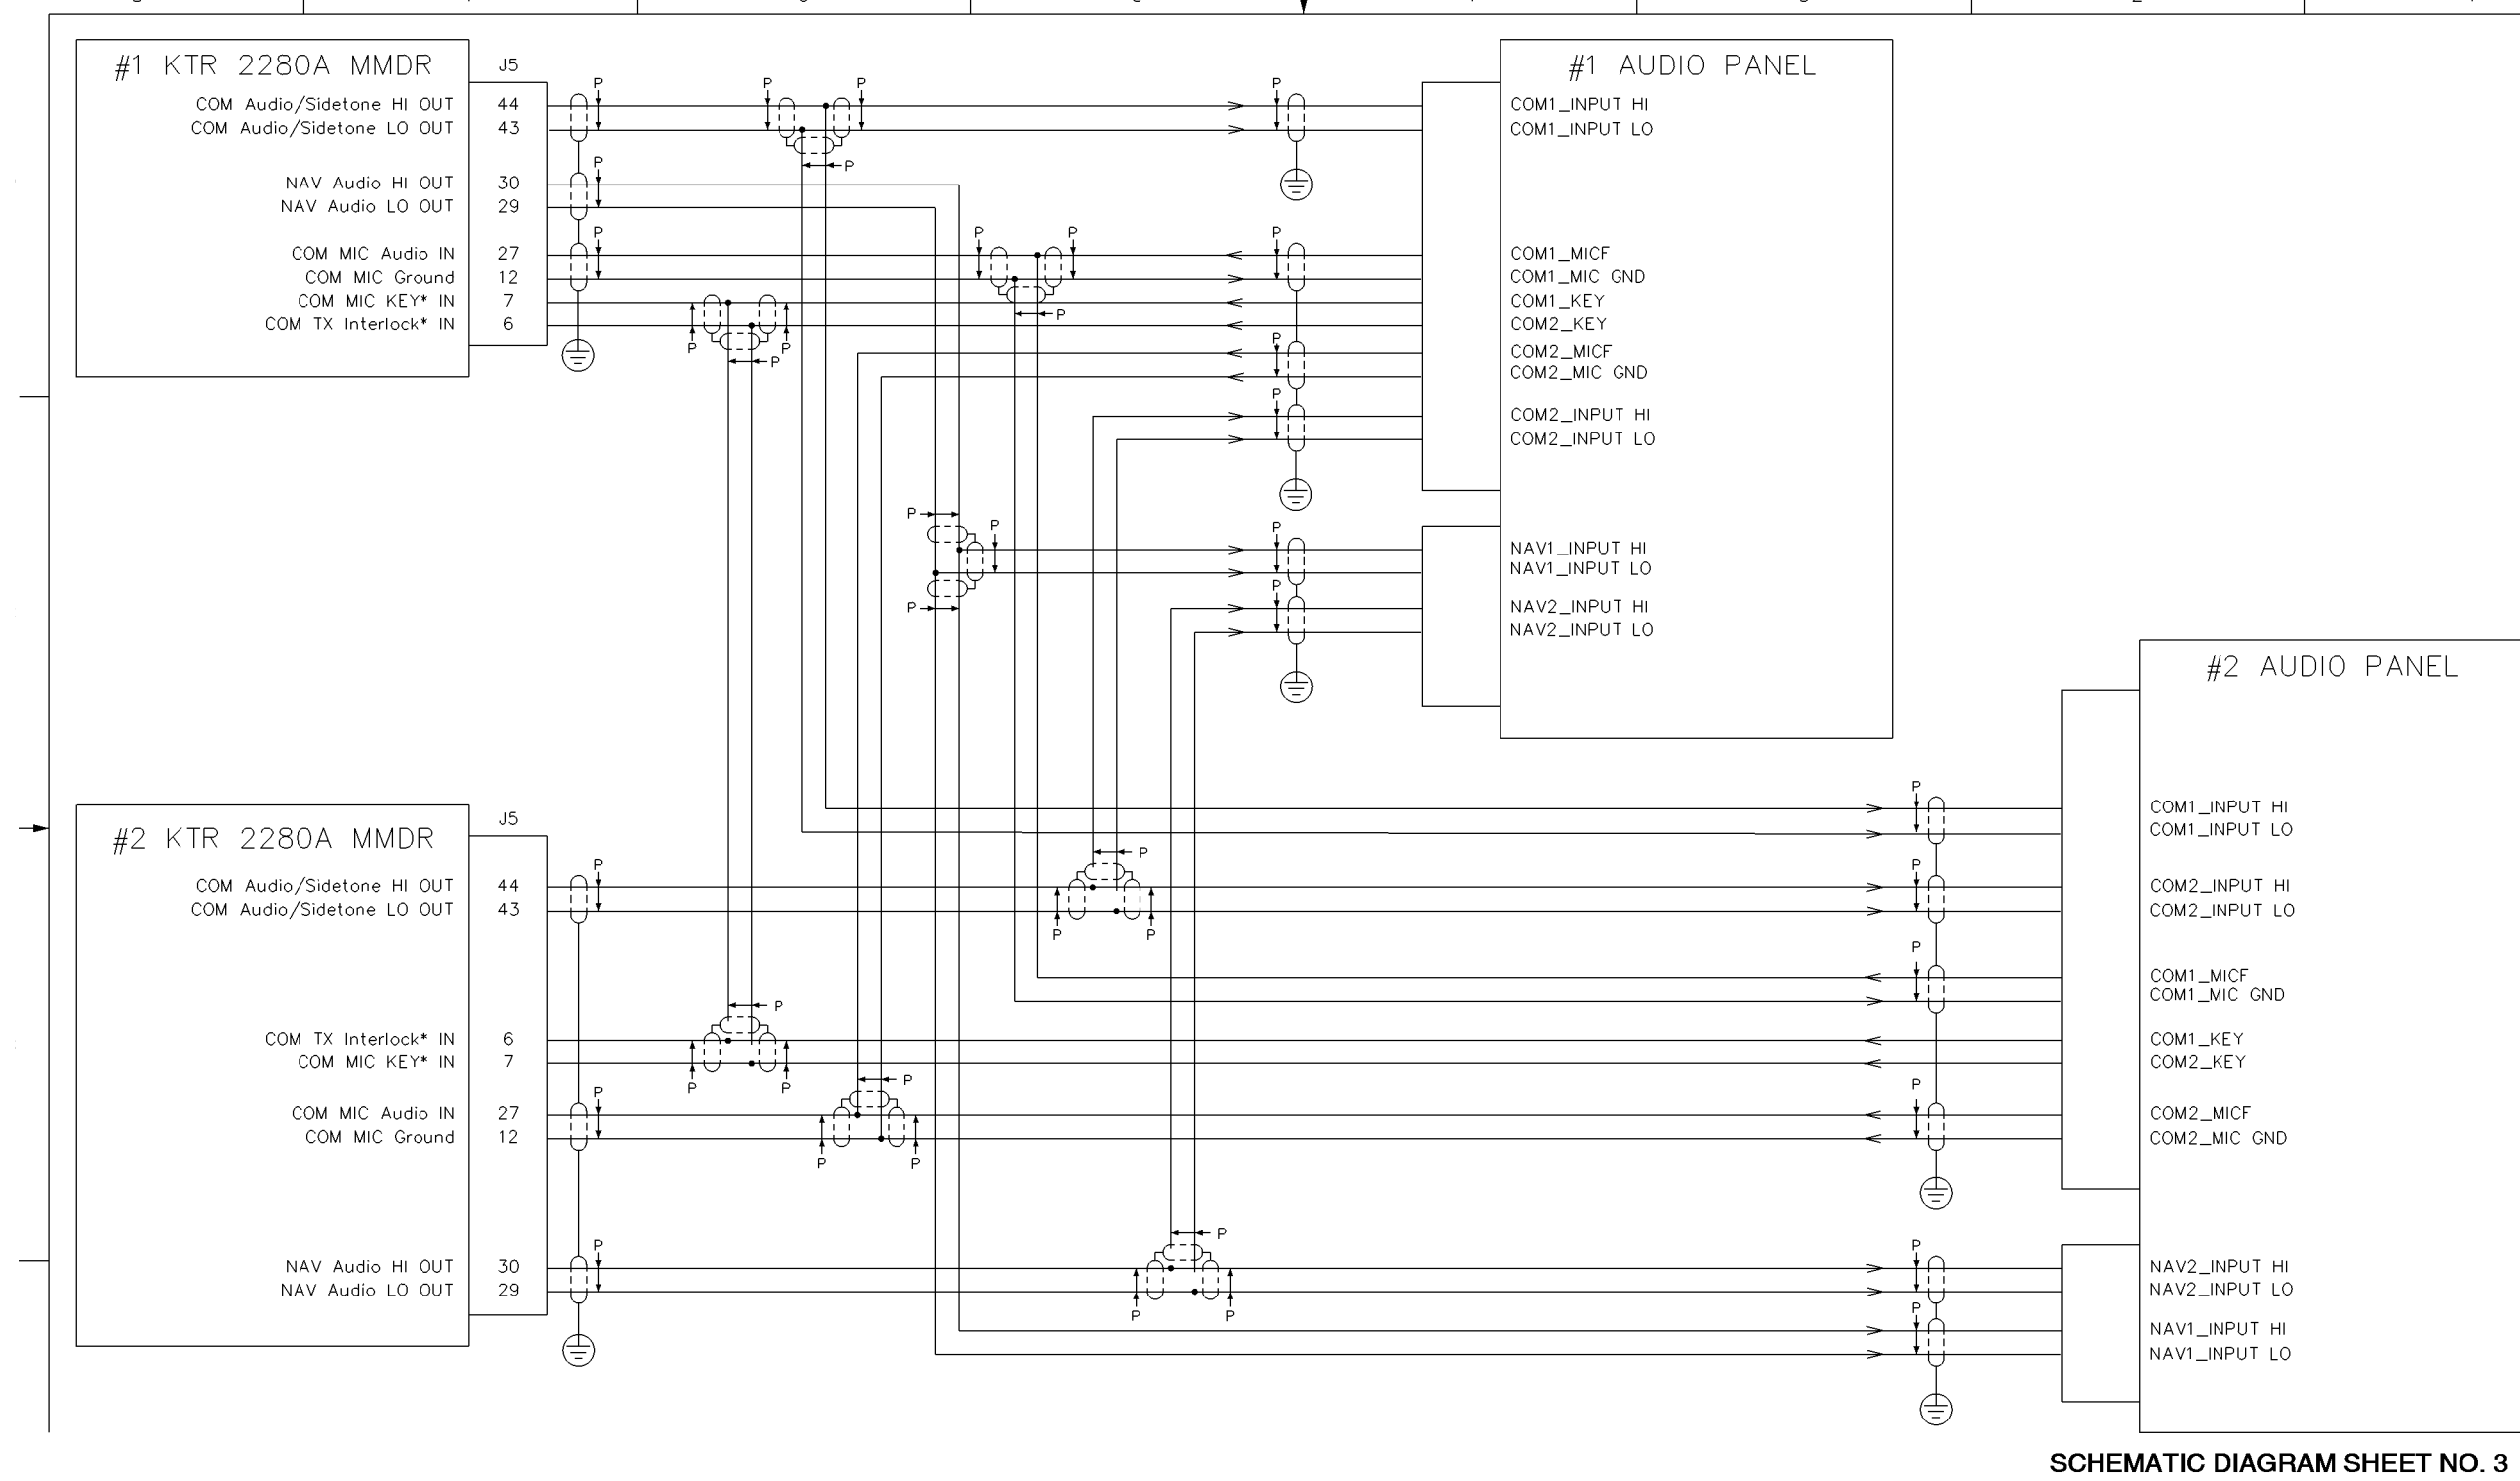 #1 KTR 2280A MMDR
J5
COM Audio/Sidetone HI OUT 44
COM Audio/Sidetone LO OUT 43
NAV Audio HI OUT 30
NAV Audio LO OUT 29
COM MIC Audio IN 27
COM MIC Ground 12
COM MIC KEY* IN 7
COM TX Interlock* IN 6
P P P P
P
P
P P P P
P
P P P
P
P
P P
P P
P P
#1 AUDIO PANEL
COM1_INPUT HI
COM1_INPUT LO
COM1_MICF
COM1_MIC GND
COM1_KEY
COM2_KEY
COM2_MICF
COM2_MIC GND
COM2_INPUT HI
COM2_INPUT LO
NAV1_INPUT HI
NAV1_INPUT LO
NAV2_INPUT HI
NAV2_INPUT LO
#2 KTR 2280A MMDR
J5
COM Audio/Sidetone HI OUT 44
COM Audio/Sidetone LO OUT 43
COM TX Interlock* IN 6
COM MIC KEY* IN 7
COM MIC Audio IN 27
COM MIC Ground 12
NAV Audio HI OUT 30
NAV Audio LO OUT 29
P
P
P P
P P P
P
P
P P
P
P P
P P
P
P P
P P
P
#2 AUDIO PANEL
COM1_INPUT HI
COM1_INPUT LO
COM2_INPUT HI
COM2_INPUT LO
COM1_MICF
COM1_MIC GND
COM1_KEY
COM2_KEY
COM2_MICF
COM2_MIC GND
NAV2_INPUT HI
NAV2_INPUT LO
NAV1_INPUT HI
NAV1_INPUT LO
SCHEMATIC DIAGRAM SHEET NO. 3